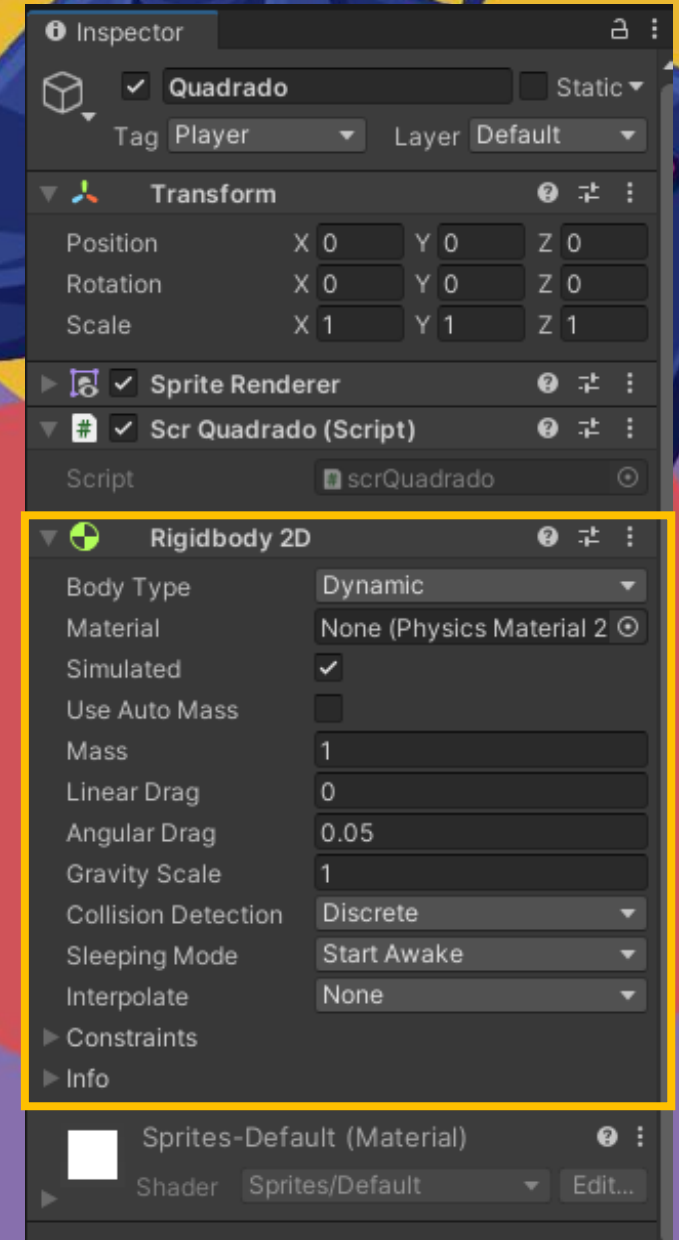 Inspector
Quadrado Static
Tag Player Layer Default
Transform
Position X 0 Y 0 Z 0
Rotation X 0 Y 0 Z 0
Scale X 1 Y 1 Z 1
Sprite Renderer
# Scr Quadrado (Script)
Script # scrQuadrado
Rigidbody 2D
Body Type Dynamic
Material None (Physics Material 2
Simulated
Use Auto Mass
Mass 1
Linear Drag 0
Angular Drag 0.05
Gravity Scale 1
Collision Detection Discrete
Sleeping Mode Start Awake
Interpolate None
Constraints
Info
Sprites-Default (Material)
Shader Sprites/Default Edit...